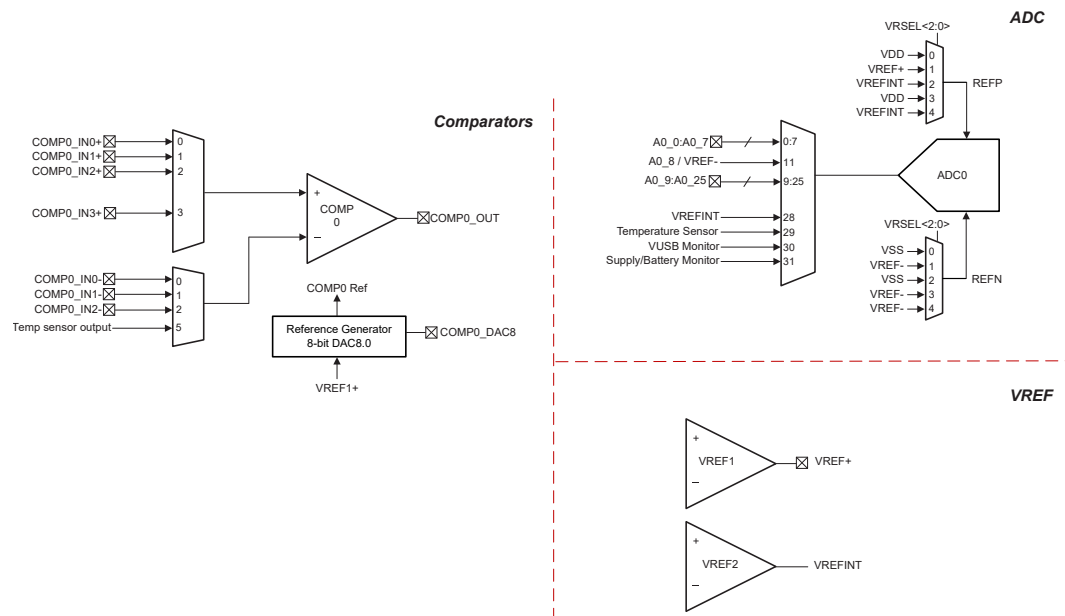 Comparators
COMP0_IN0+
COMP0_IN1+
COMP0_IN2+
COMP0_IN3+
0
1
2
3
COMP0_IN0-
COMP0_IN1-
COMP0_IN2-
Temp sensor output
0
1
2
5
+
COMP
0
–
COMP0_OUT
COMP0 Ref
Reference Generator
8-bit DAC8.0
COMP0_DAC8
VREF1+
ADC
VRSEL<2:0>
VDD 0
VREF+ 1
VREFINT 2
VDD 3
VREFINT 4
REFP
A0_0:A0_7 0:7
A0_8 / VREF- 11
A0_9:A0_25 9:25
VREFINT 28
Temperature Sensor 29
VUSB Monitor 30
Supply/Battery Monitor 31
ADC0
VRSEL<2:0>
VSS 0
VREF- 1
VSS 2
VREF- 3
VREF- 4
REFN
VREF
+
VREF1
–
VREF+
+
VREF2
–
VREFINT